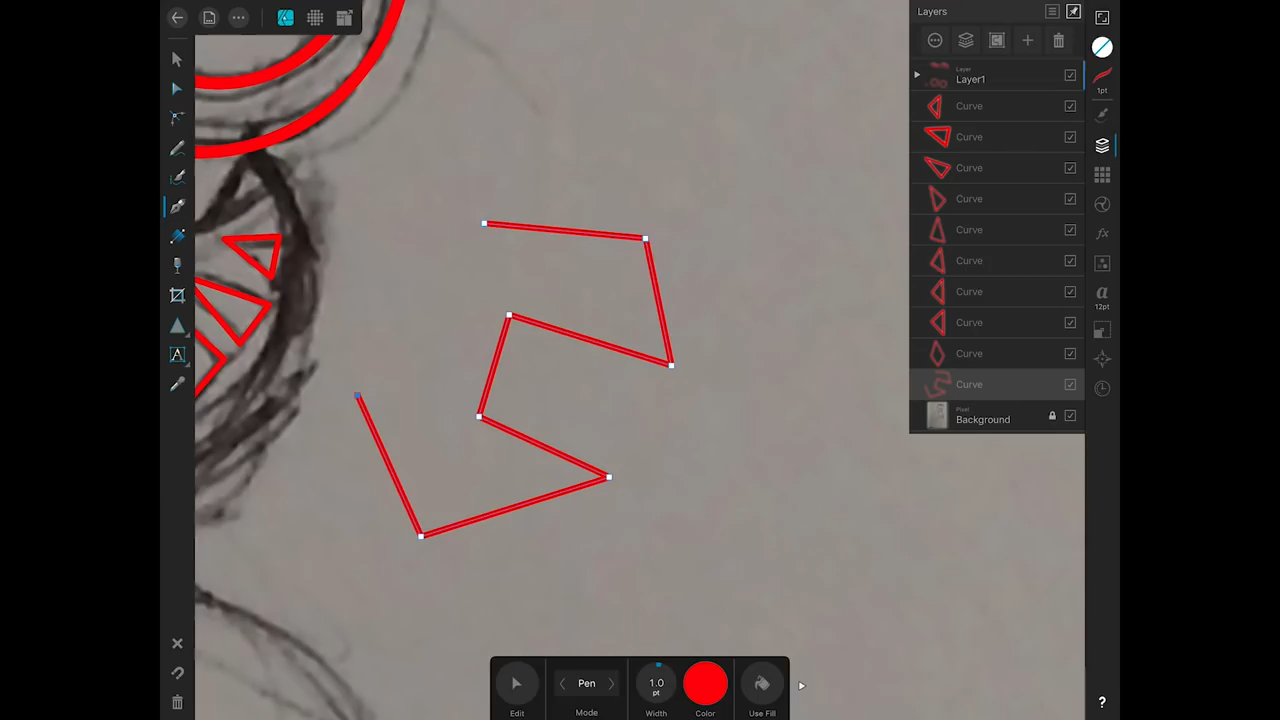 Layers
Layer
Layer1
1pt
Curve
Curve
Curve
Curve
Curve
Curve
Curve
12pt
Curve
Curve
Curve
Pixel
Background
fx
a
A
1.0
pt
Pen
Edit
Mode
Width
Color
Use Fill
?